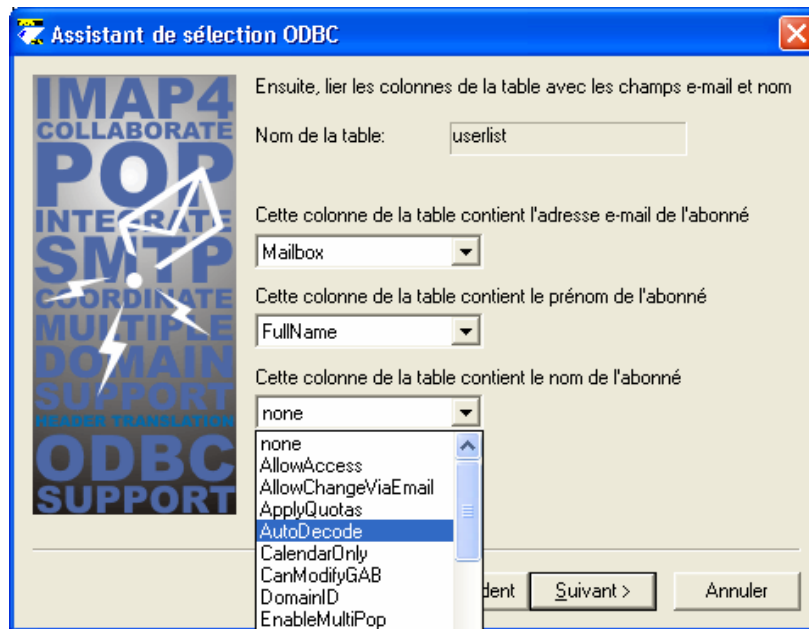 Assistant de sélection ODBC
IMAP4
COLLABORATE
POP
INTEGRATE
SMTP
COORDINATE
MULTIPLE
DOMAIN
SUPPORT
HEADER TRANSLATION
ODBC
SUPPORT
Ensuite, lier les colonnes de la table avec les champs e-mail et nom
Nom de la table: userlist
Cette colonne de la table contient l'adresse e-mail de l'abonné
Mailbox
Cette colonne de la table contient le prénom de l'abonné
FullName
Cette colonne de la table contient le nom de l'abonné
none
none
AllowAccess
AllowChangeViaEmail
ApplyQuotas
AutoDecode
CalendarOnly
CanModifyGAB
DomainID
EnableMultiPop
dent Suivant > Annuler